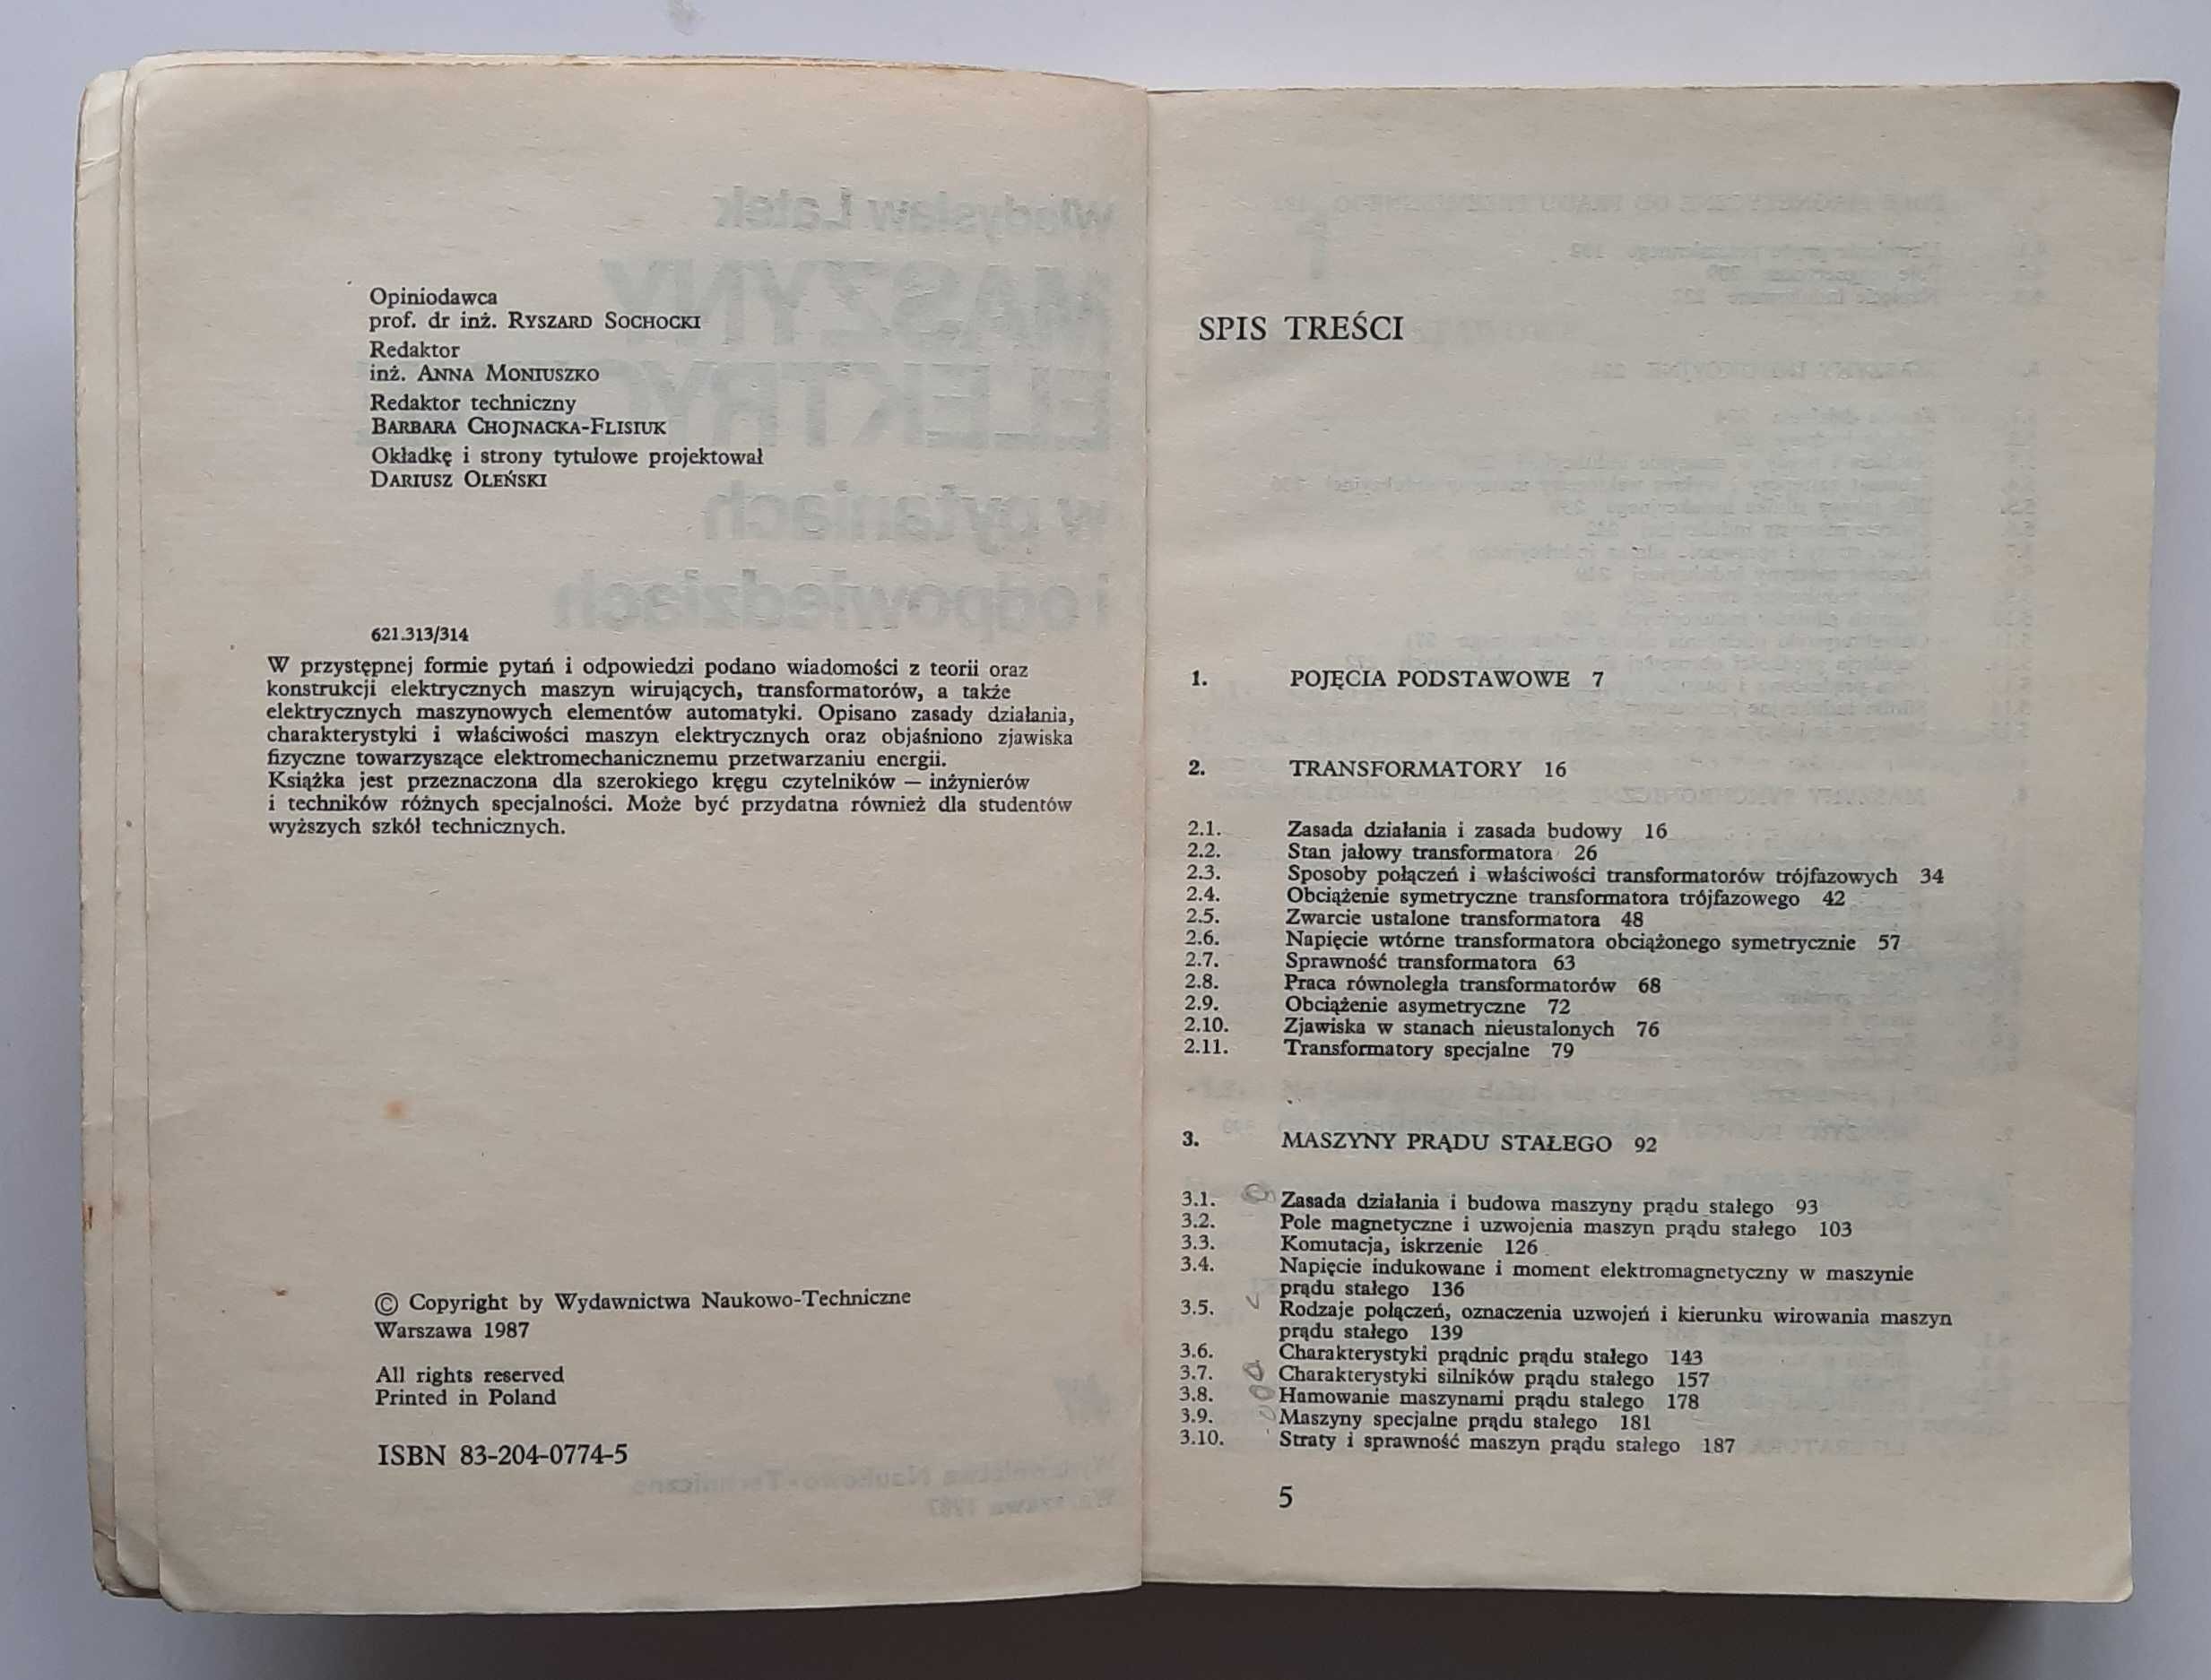 Opiniodawca
prof. dr inż. RYSZARD SOCHOCKI
Redaktor
inż. ANNA MONIUSZKO
Redaktor techniczny
BARBARA CHOJNACKA-FLISIUK
Okładkę i strony tytułowe projektował
DARIUSZ OLEŃSKI
621.313/314
W przystępnej formie pytań i odpowiedzi podano wiadomości z teorii oraz
konstrukcji elektrycznych maszyn wirujących, transformatorów, a także
elektrycznych maszynowych elementów automatyki. Opisano zasady działania,
charakterystyki i właściwości maszyn elektrycznych oraz objaśniono zjawiska
fizyczne towarzyszące elektromechanicznemu przetwarzaniu energii.
Książka jest przeznaczona dla szerokiego kręgu czytelników — inżynierów
i techników różnych specjalności. Może być przydatna również dla studentów
wyższych szkół technicznych.
© Copyright by Wydawnictwa Naukowo-Techniczne
Warszawa 1987
All rights reserved
Printed in Poland
ISBN 83-204-0774-5
SPIS TREŚCI
1. POJĘCIA PODSTAWOWE 7
2. TRANSFORMATORY 16
2.1. Zasada działania i zasada budowy 16
2.2. Stan jałowy transformatora 26
2.3. Sposoby połączeń i właściwości transformatorów trójfazowych 34
2.4. Obciążenie symetryczne transformatora trójfazowego 42
2.5. Zwarcie ustalone transformatora 48
2.6. Napięcie wtórne transformatora obciążonego symetrycznie 57
2.7. Sprawność transformatora 63
2.8. Praca równoległa transformatorów 68
2.9. Obciążenie asymetryczne 72
2.10. Zjawiska w stanach nieustalonych 76
2.11. Transformatory specjalne 79
3. MASZYNY PRĄDU STAŁEGO 92
3.1. Zasada działania i budowa maszyny prądu stałego 93
3.2. Pole magnetyczne i uzwojenia maszyn prądu stałego 103
3.3. Komutacja, iskrzenie 126
3.4. Napięcie indukowane i moment elektromagnetyczny w maszynie
prądu stałego 136
3.5. Rodzaje połączeń, oznaczenia uzwojeń i kierunku wirowania maszyn
prądu stałego 139
3.6. Charakterystyki prądnic prądu stałego 143
3.7. Charakterystyki silników prądu stałego 157
3.8. Hamowanie maszynami prądu stałego 178
3.9. Maszyny specjalne prądu stałego 181
3.10. Straty i sprawność maszyn prądu stałego 187
5